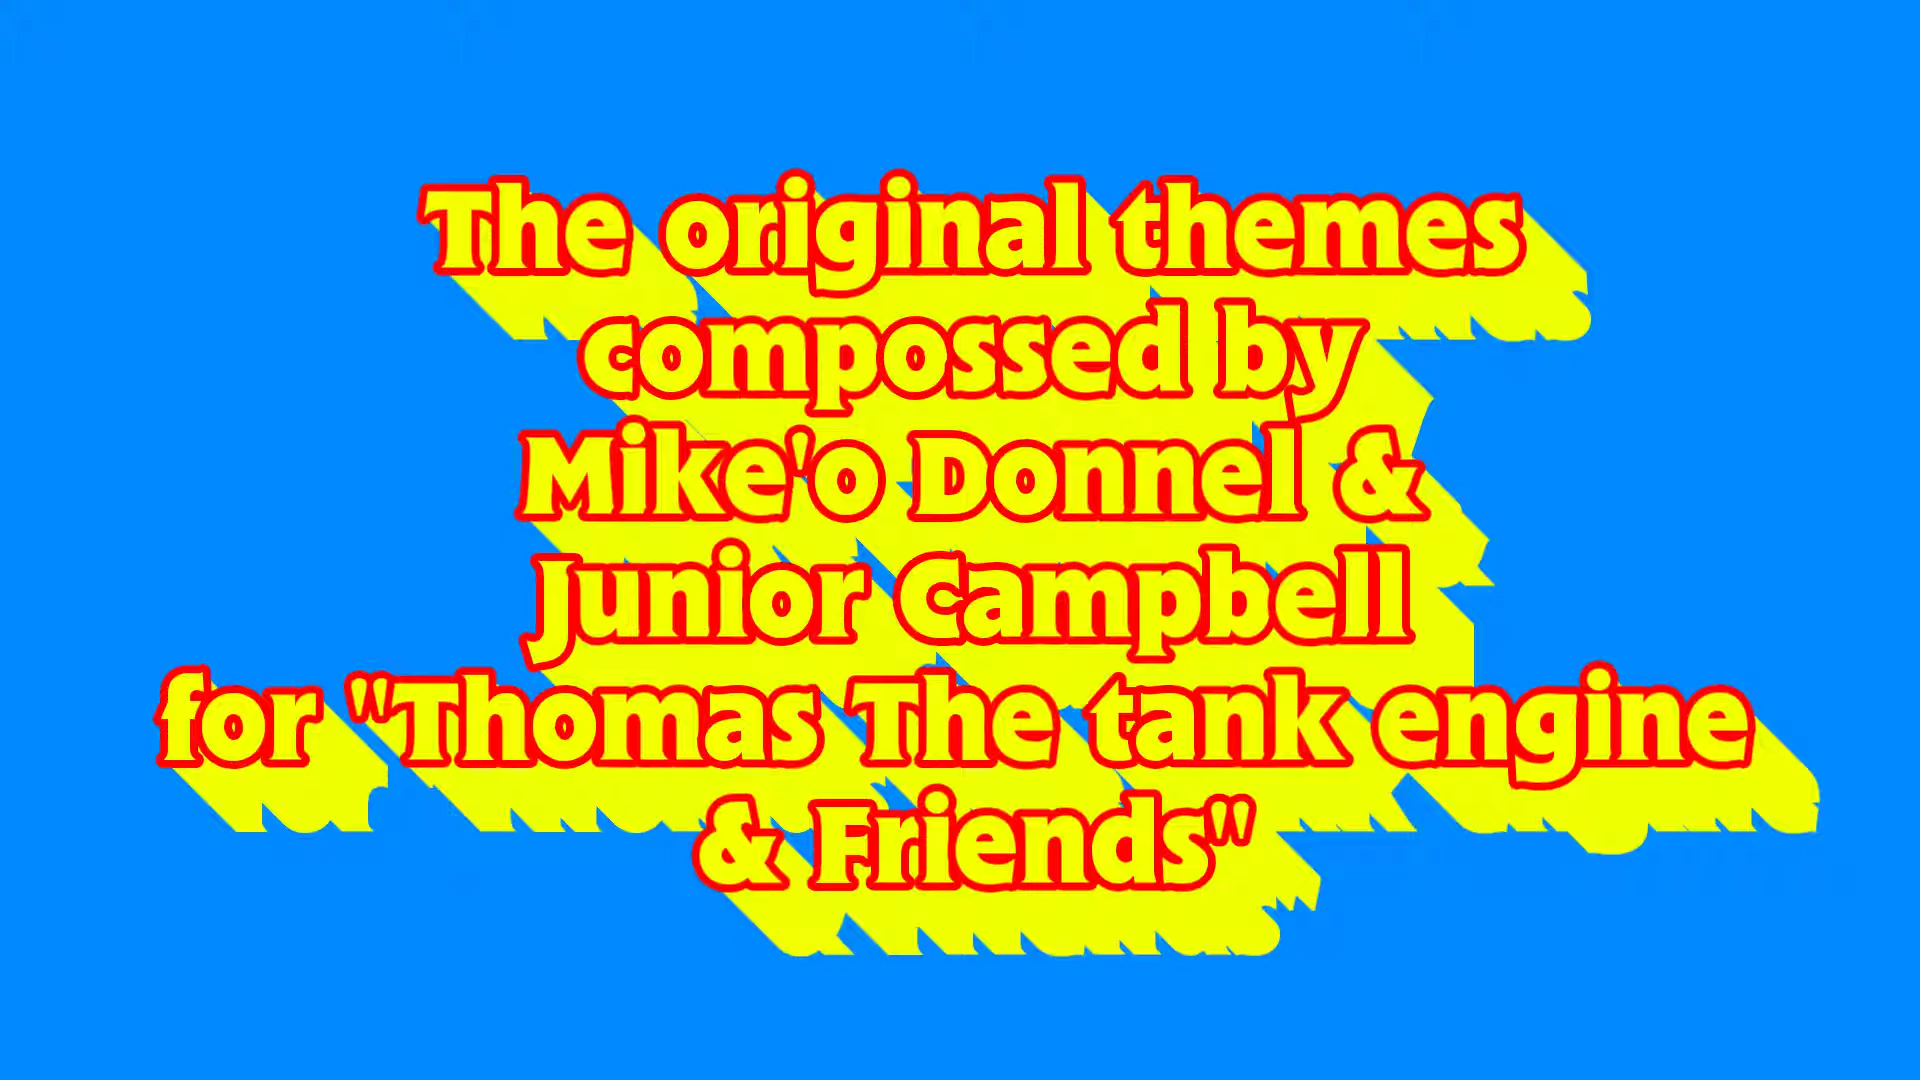 The original themes
compossed by
Mike'o Donnel &
Junior Campbell
for "Thomas The tank engine
& Friends"